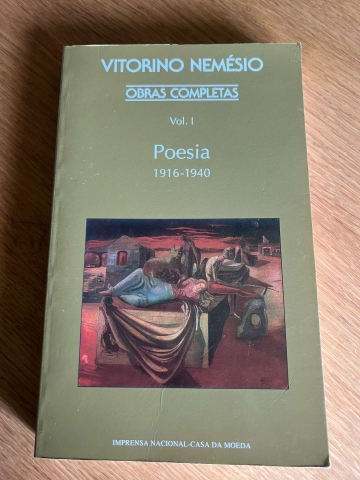 VITORINO NEMÉSIO
OBRAS COMPLETAS
Vol. I
Poesia
1916-1940
IMPRENSA NACIONAL-CASA DA MOEDA